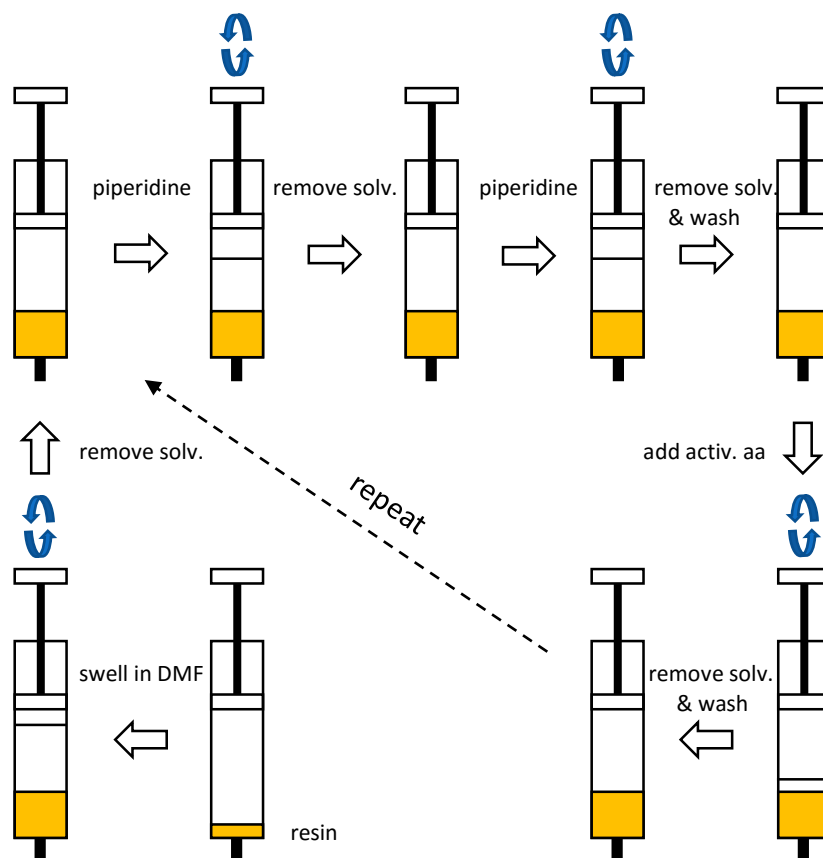 piperidine
remove solv.
piperidine
remove solv.
& wash
remove solv.
add activ. aa
repeat
swell in DMF
remove solv.
& wash
resin